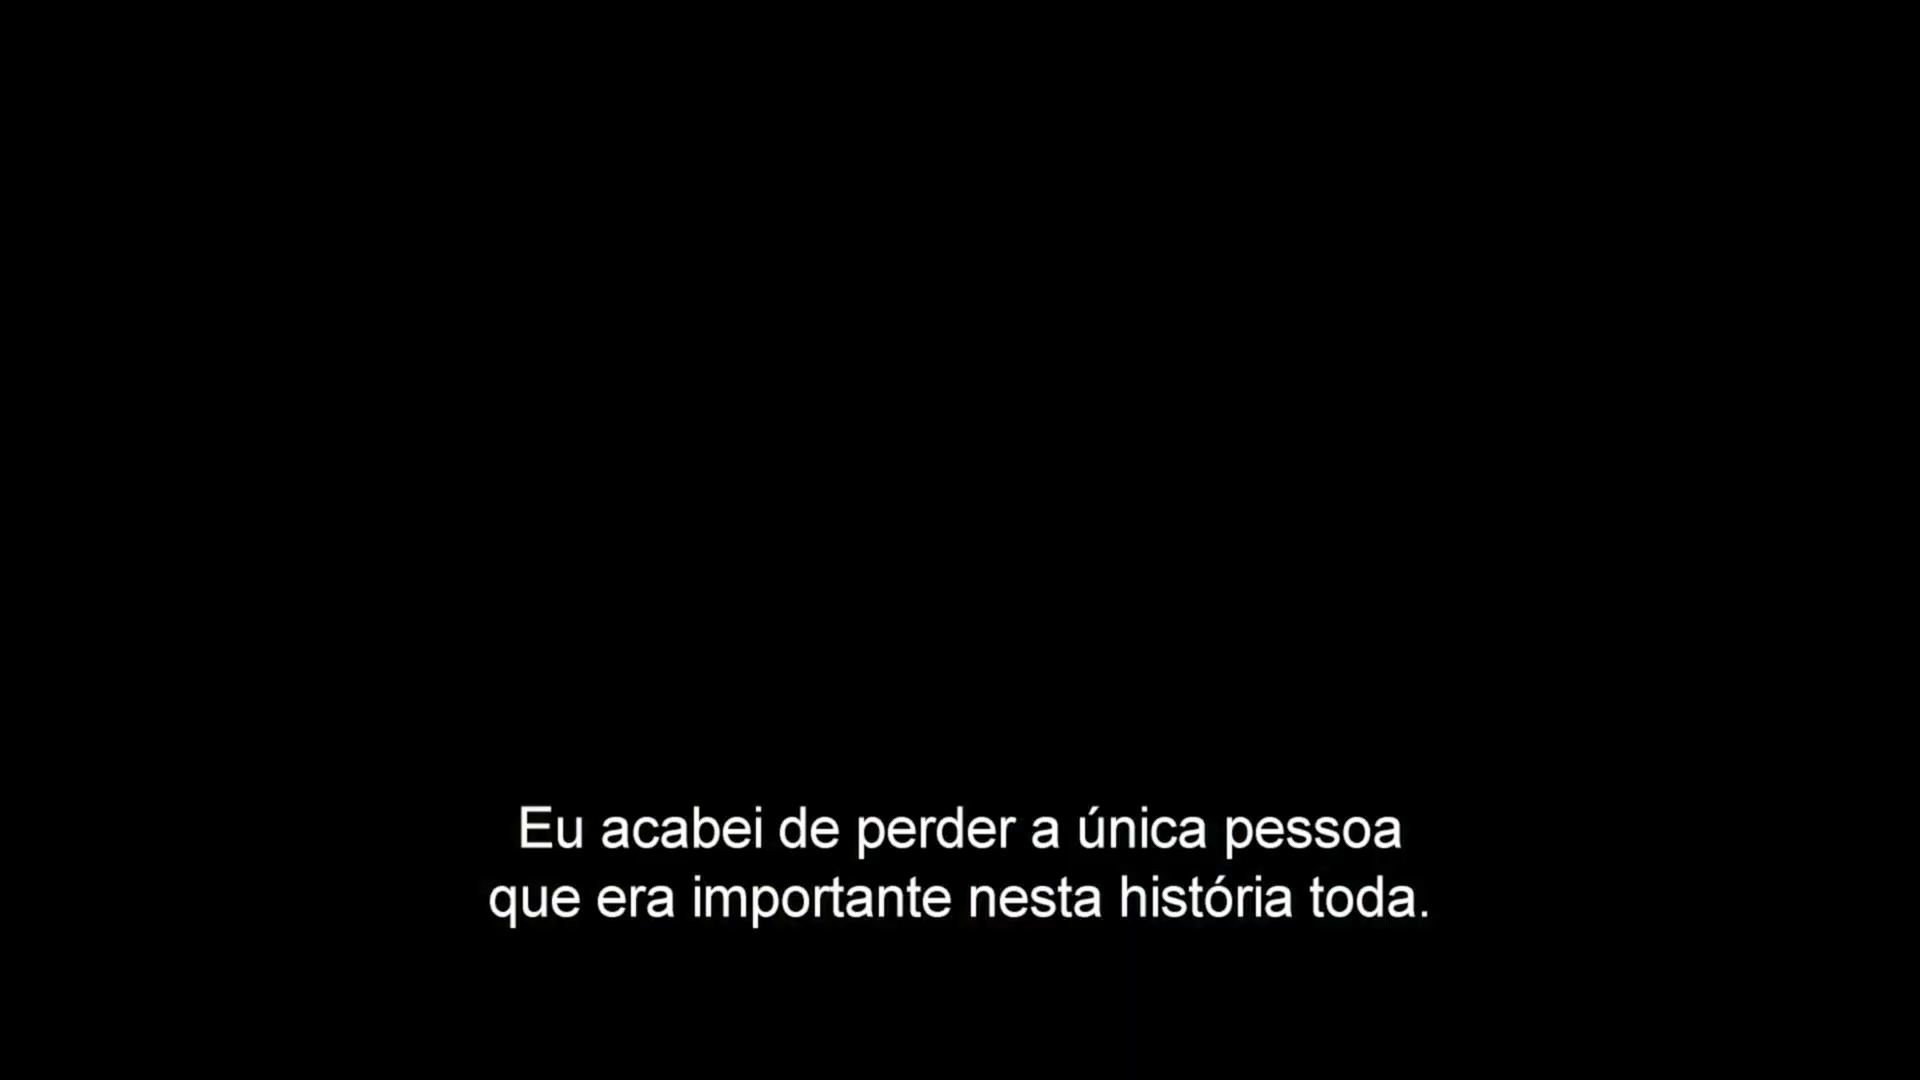 Eu acabei de perder a única pessoa
que era importante nesta história toda.